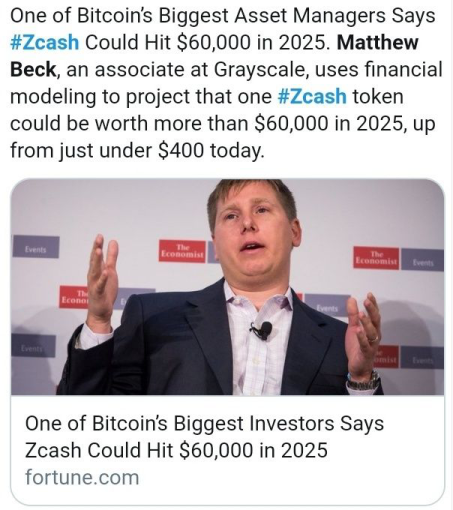 One of Bitcoin's Biggest Asset Managers Says
#Zcash Could Hit $60,000 in 2025. Matthew
Beck, an associate at Grayscale, uses financial
modeling to project that one #Zcash token
could be worth more than $60,000 in 2025, up
from just under $400 today.
Events
The
Economist
The
Economist
Events
Events
Events
Events
One of Bitcoin's Biggest Investors Says
Zcash Could Hit $60,000 in 2025
fortune.com